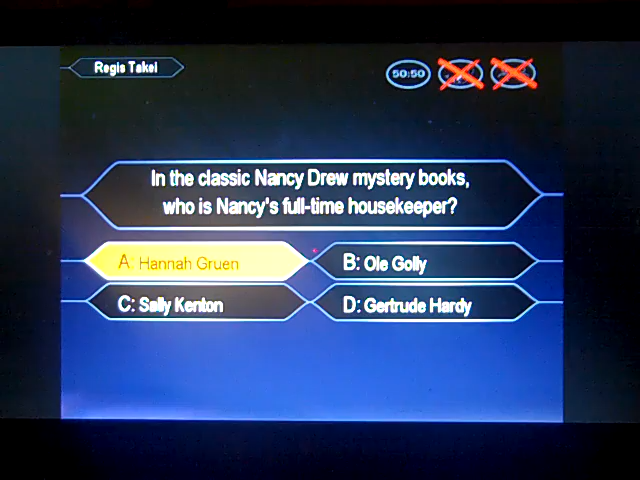 Regis Takei
50:50
In the classic Nancy Drew mystery books,
who is Nancy's full-time housekeeper?
A: Hannah Gruen
B: Ole Golly
C: Sally Kenton
D: Gertrude Hardy